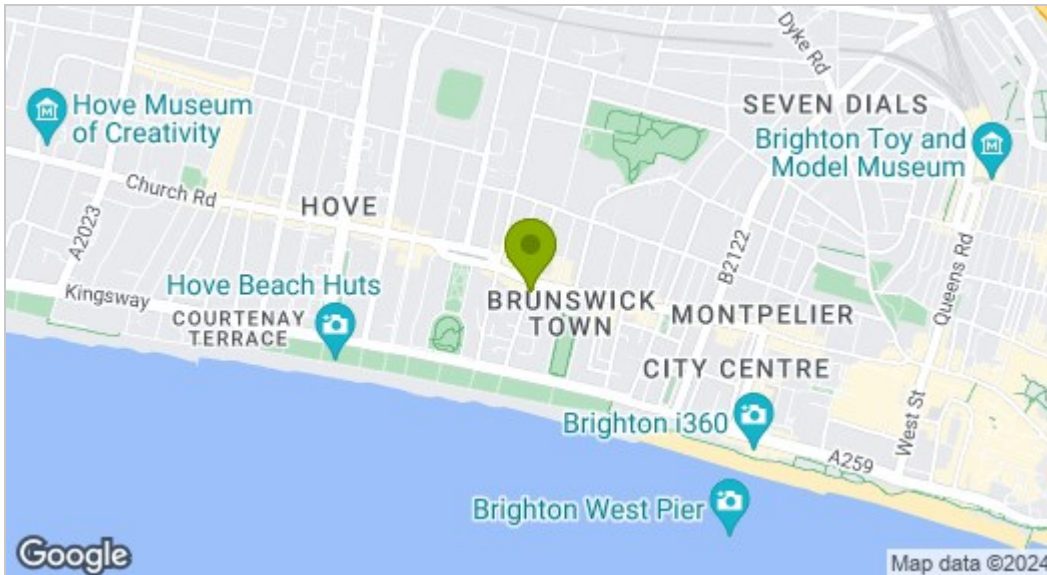 Dyke Rd
SEVEN DIALS
Hove Museum
of Creativity
Brighton Toy and
Model Museum
Church Rd
HOVE
A2023
B2122
Queens Rd
Hove Beach Huts
Kingsway
COURTENAY
TERRACE
BRUNSWICK
TOWN
MONTPELIER
CITY CENTRE
Brighton i360
West St
A259
Brighton West Pier
Google
Map data ©2024